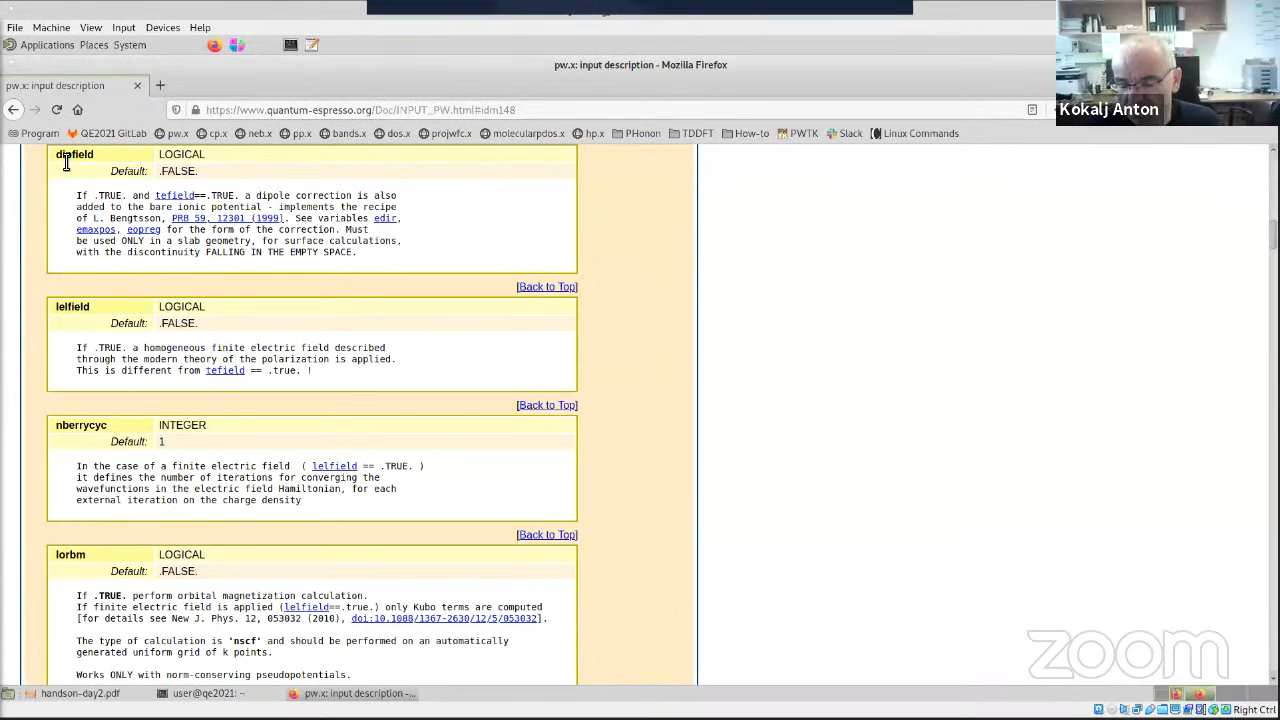 File Machine View Input Devices Help
Applications Places System
pw.x: input description - Mozilla Firefox
pw.x: input description
https://www.quantum-espresso.org/Doc/INPUT_PW.html#idm148
Kokalj Anton
Program QE2021 GitLab pw.x cp.x neb.x pp.x bands.x dos.x projwfc.x molecularpdos.x hp.x PHonon TDDFT How-to PWTK Slack Linux Commands
dipfield LOGICAL
Default: .FALSE.
If .TRUE. and tefield==.TRUE. a dipole correction is also
added to the bare ionic potential - implements the recipe
of L. Bengtsson, PRB 59, 12301 (1999). See variables edir,
emaxpos, eopreg for the form of the correction. Must
be used ONLY in a slab geometry, for surface calculations,
with the discontinuity FALLING IN THE EMPTY SPACE.
[Back to Top]
lelfield LOGICAL
Default: .FALSE.
If .TRUE. a homogeneous finite electric field described
through the modern theory of the polarization is applied.
This is different from tefield == .true. !
[Back to Top]
nberrycyc INTEGER
Default: 1
In the case of a finite electric field ( lelfield == .TRUE. )
it defines the number of iterations for converging the
wavefunctions in the electric field Hamiltonian, for each
external iteration on the charge density
[Back to Top]
lorbm LOGICAL
Default: .FALSE.
If .TRUE. perform orbital magnetization calculation.
If finite electric field is applied (lelfield==.true.) only Kubo terms are computed
[for details see New J. Phys. 12, 053032 (2010), doi:10.1088/1367-2630/12/5/053032].
The type of calculation is 'nscf' and should be performed on an automatically
generated uniform grid of k points.
Works ONLY with norm-conserving pseudopotentials.
zoom
handson-day2.pdf user@qe2021: ~ pw.x: input description -...
Right Ctrl